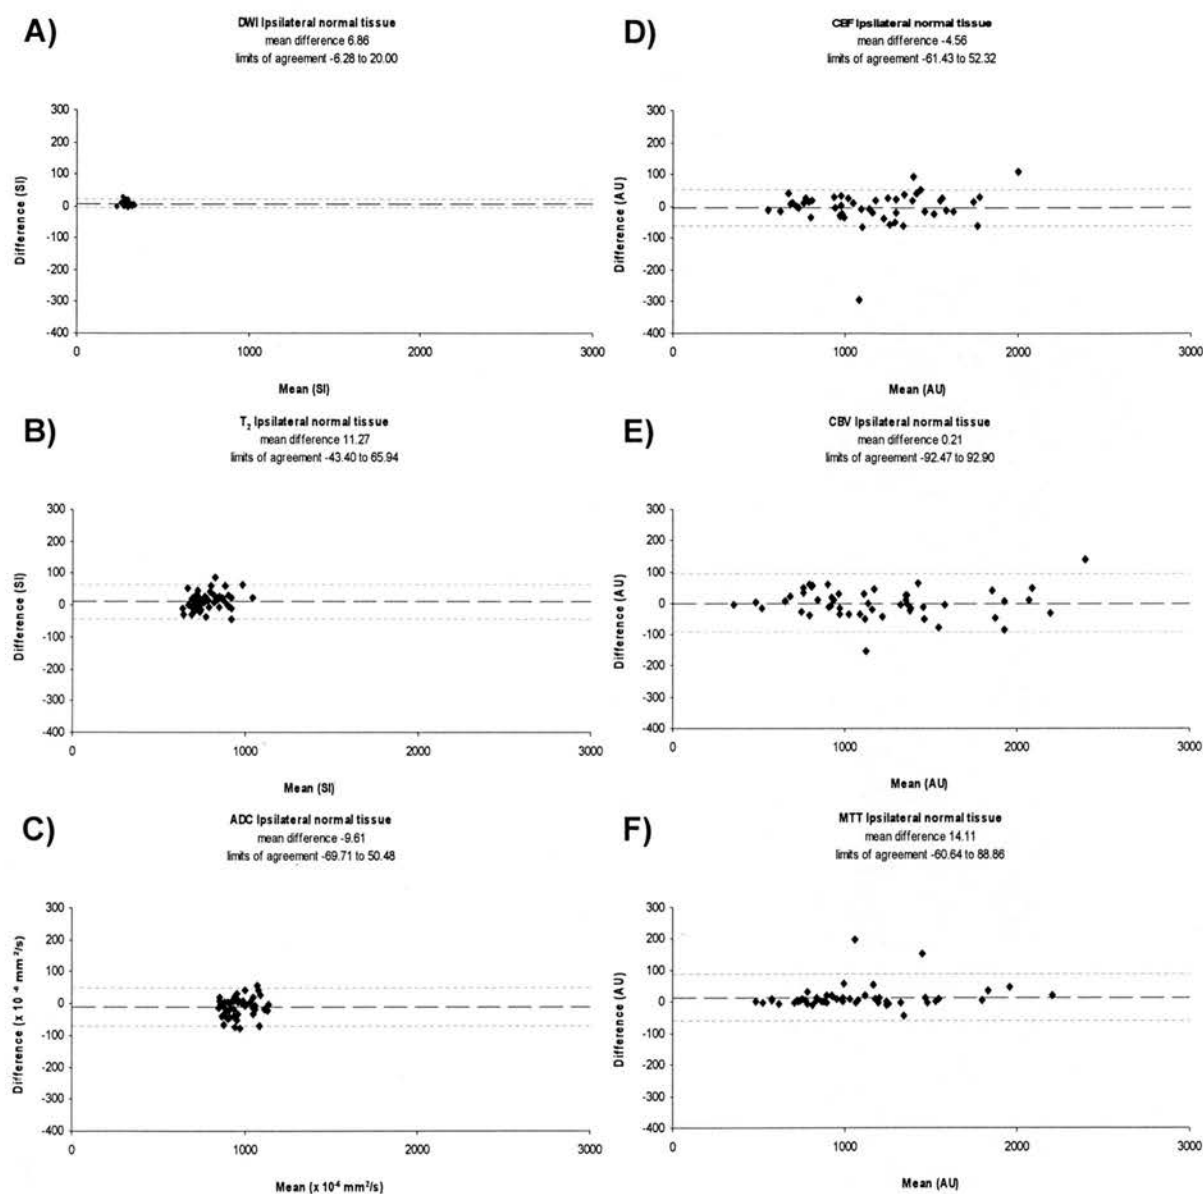 A)
DWI Ipsilateral normal tissue
mean difference 6.86
limits of agreement -6.28 to 20.00
Difference (SI)
300
200
100
0
-100
-200
-300
-400
0 1000 2000 3000
Mean (SI)
B)
T2 Ipsilateral normal tissue
mean difference 11.27
limits of agreement -43.40 to 65.94
Difference (SI)
300
200
100
0
-100
-200
-300
-400
0 1000 2000 3000
Mean (SI)
C)
ADC Ipsilateral normal tissue
mean difference -9.61
limits of agreement -69.71 to 50.48
Difference (x 10⁻⁶ mm²/s)
300
200
100
0
-100
-200
-300
-400
0 1000 2000 3000
Mean (x 10⁻⁶ mm²/s)
D)
CBF Ipsilateral normal tissue
mean difference -4.56
limits of agreement -61.43 to 52.32
Difference (AU)
300
200
100
0
-100
-200
-300
-400
0 1000 2000 3000
Mean (AU)
E)
CBV Ipsilateral normal tissue
mean difference 0.21
limits of agreement -92.47 to 92.90
Difference (AU)
300
200
100
0
-100
-200
-300
-400
0 1000 2000 3000
Mean (AU)
F)
MTT Ipsilateral normal tissue
mean difference 14.11
limits of agreement -60.64 to 88.86
Difference (AU)
300
200
100
0
-100
-200
-300
-400
0 1000 2000 3000
Mean (AU)